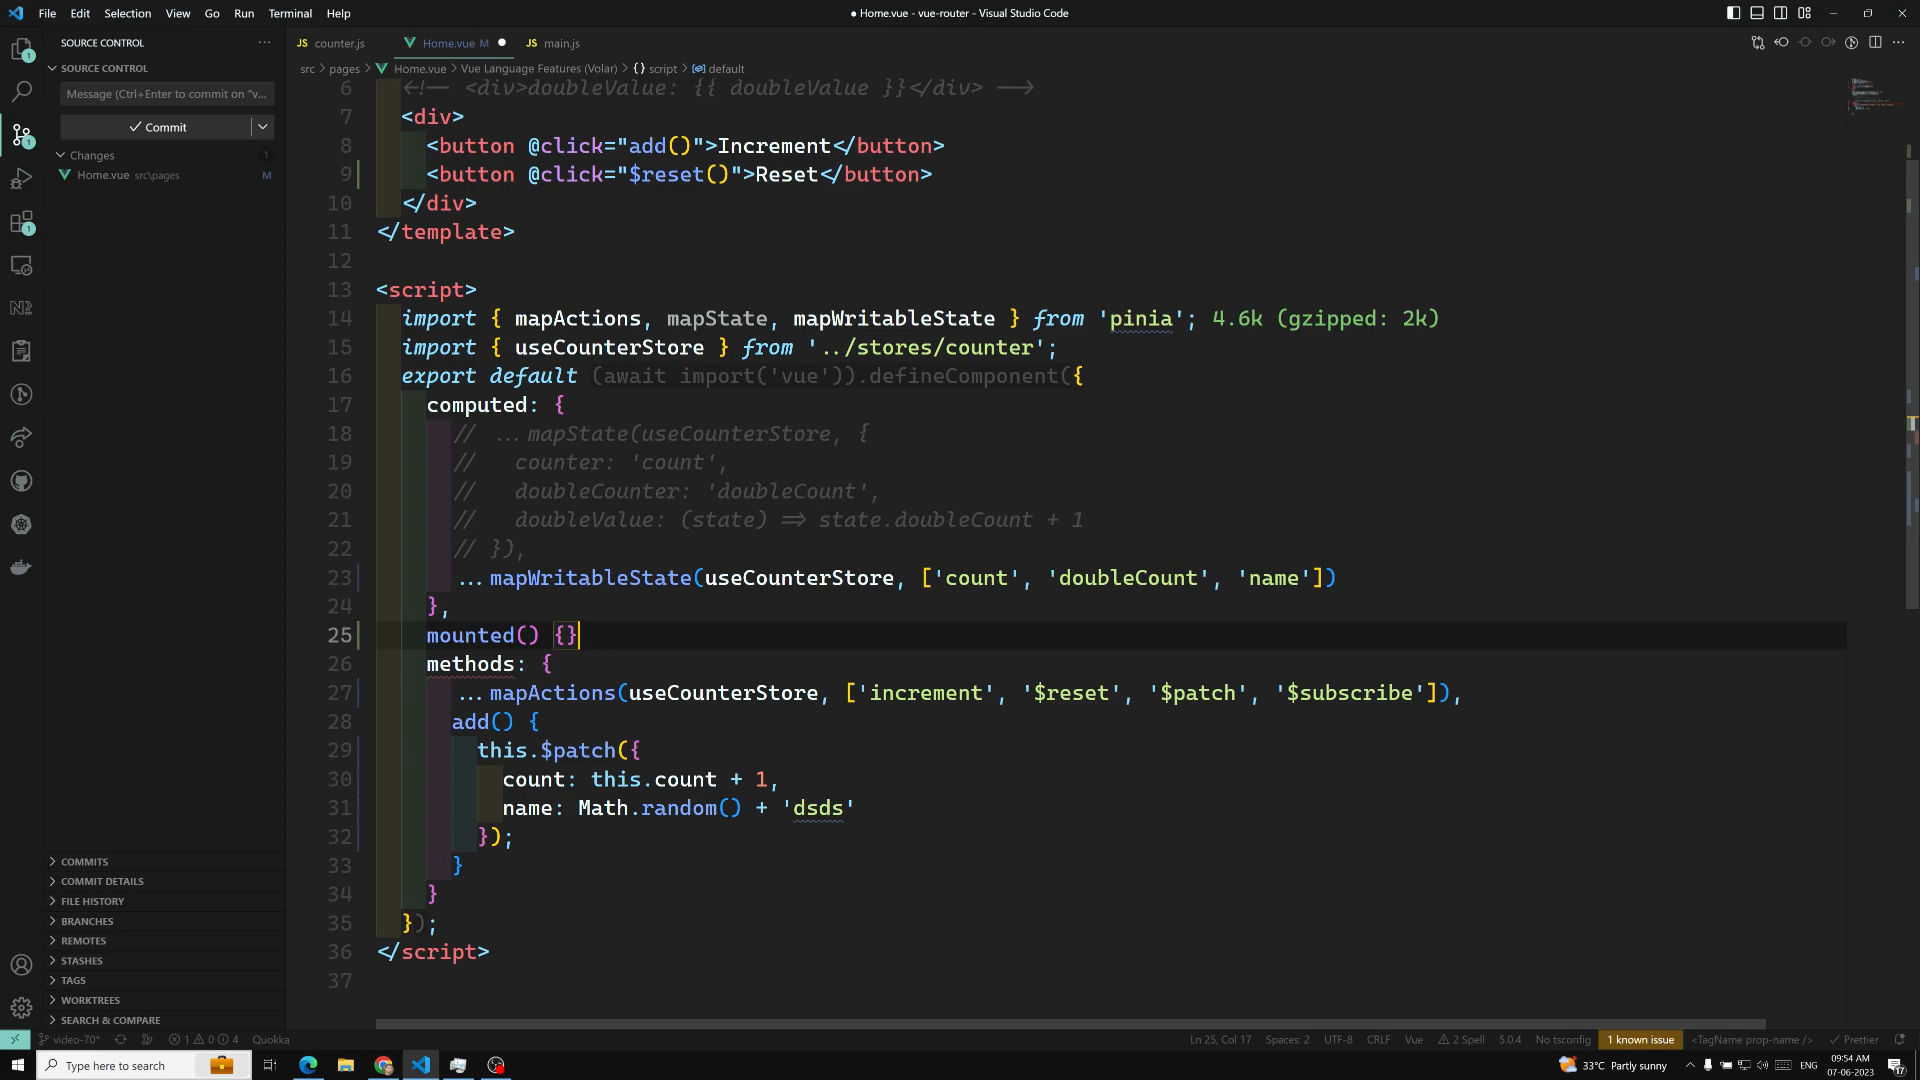 File Edit Selection View Go Run Terminal Help
● Home.vue - vue-router - Visual Studio Code
SOURCE CONTROL
SOURCE CONTROL
Message (Ctrl+Enter to commit on "v...
Commit
Changes 1
Home.vue src\pages M
COMMITS
COMMIT DETAILS
FILE HISTORY
BRANCHES
REMOTES
STASHES
TAGS
WORKTREES
SEARCH & COMPARE
JS counter.js
Home.vue M
JS main.js
src > pages > Home.vue > Vue Language Features (Volar) > {} script > default
6 <!-- <div>doubleValue: {{ doubleValue }}</div> -->
7 <div>
8 <button @click="add()">Increment</button>
9 <button @click="$reset()">Reset</button>
10 </div>
11 </template>
12
13 <script>
14 import { mapActions, mapState, mapWritableState } from 'pinia'; 4.6k (gzipped: 2k)
15 import { useCounterStore } from '../stores/counter';
16 export default (await import('vue')).defineComponent({
17 computed: {
18 // ...mapState(useCounterStore, {
19 // counter: 'count',
20 // doubleCounter: 'doubleCount',
21 // doubleValue: (state) => state.doubleCount + 1
22 // }),
23 ...mapWritableState(useCounterStore, ['count', 'doubleCount', 'name'])
24 },
25 mounted() {}
26 methods: {
27 ...mapActions(useCounterStore, ['increment', '$reset', '$patch', '$subscribe']),
28 add() {
29 this.$patch({
30 count: this.count + 1,
31 name: Math.random() + 'dsds'
32 });
33 }
34 }
35 });
36 </script>
37
video-70* 1 0 4 Quokka
Ln 25, Col 17 Spaces: 2 UTF-8 CRLF Vue 2 Spell 5.0.4 No tsconfig 1 known issue <TagName prop-name /> Prettier
Type here to search
33°C Partly sunny ENG
09:54 AM
07-06-2023
17